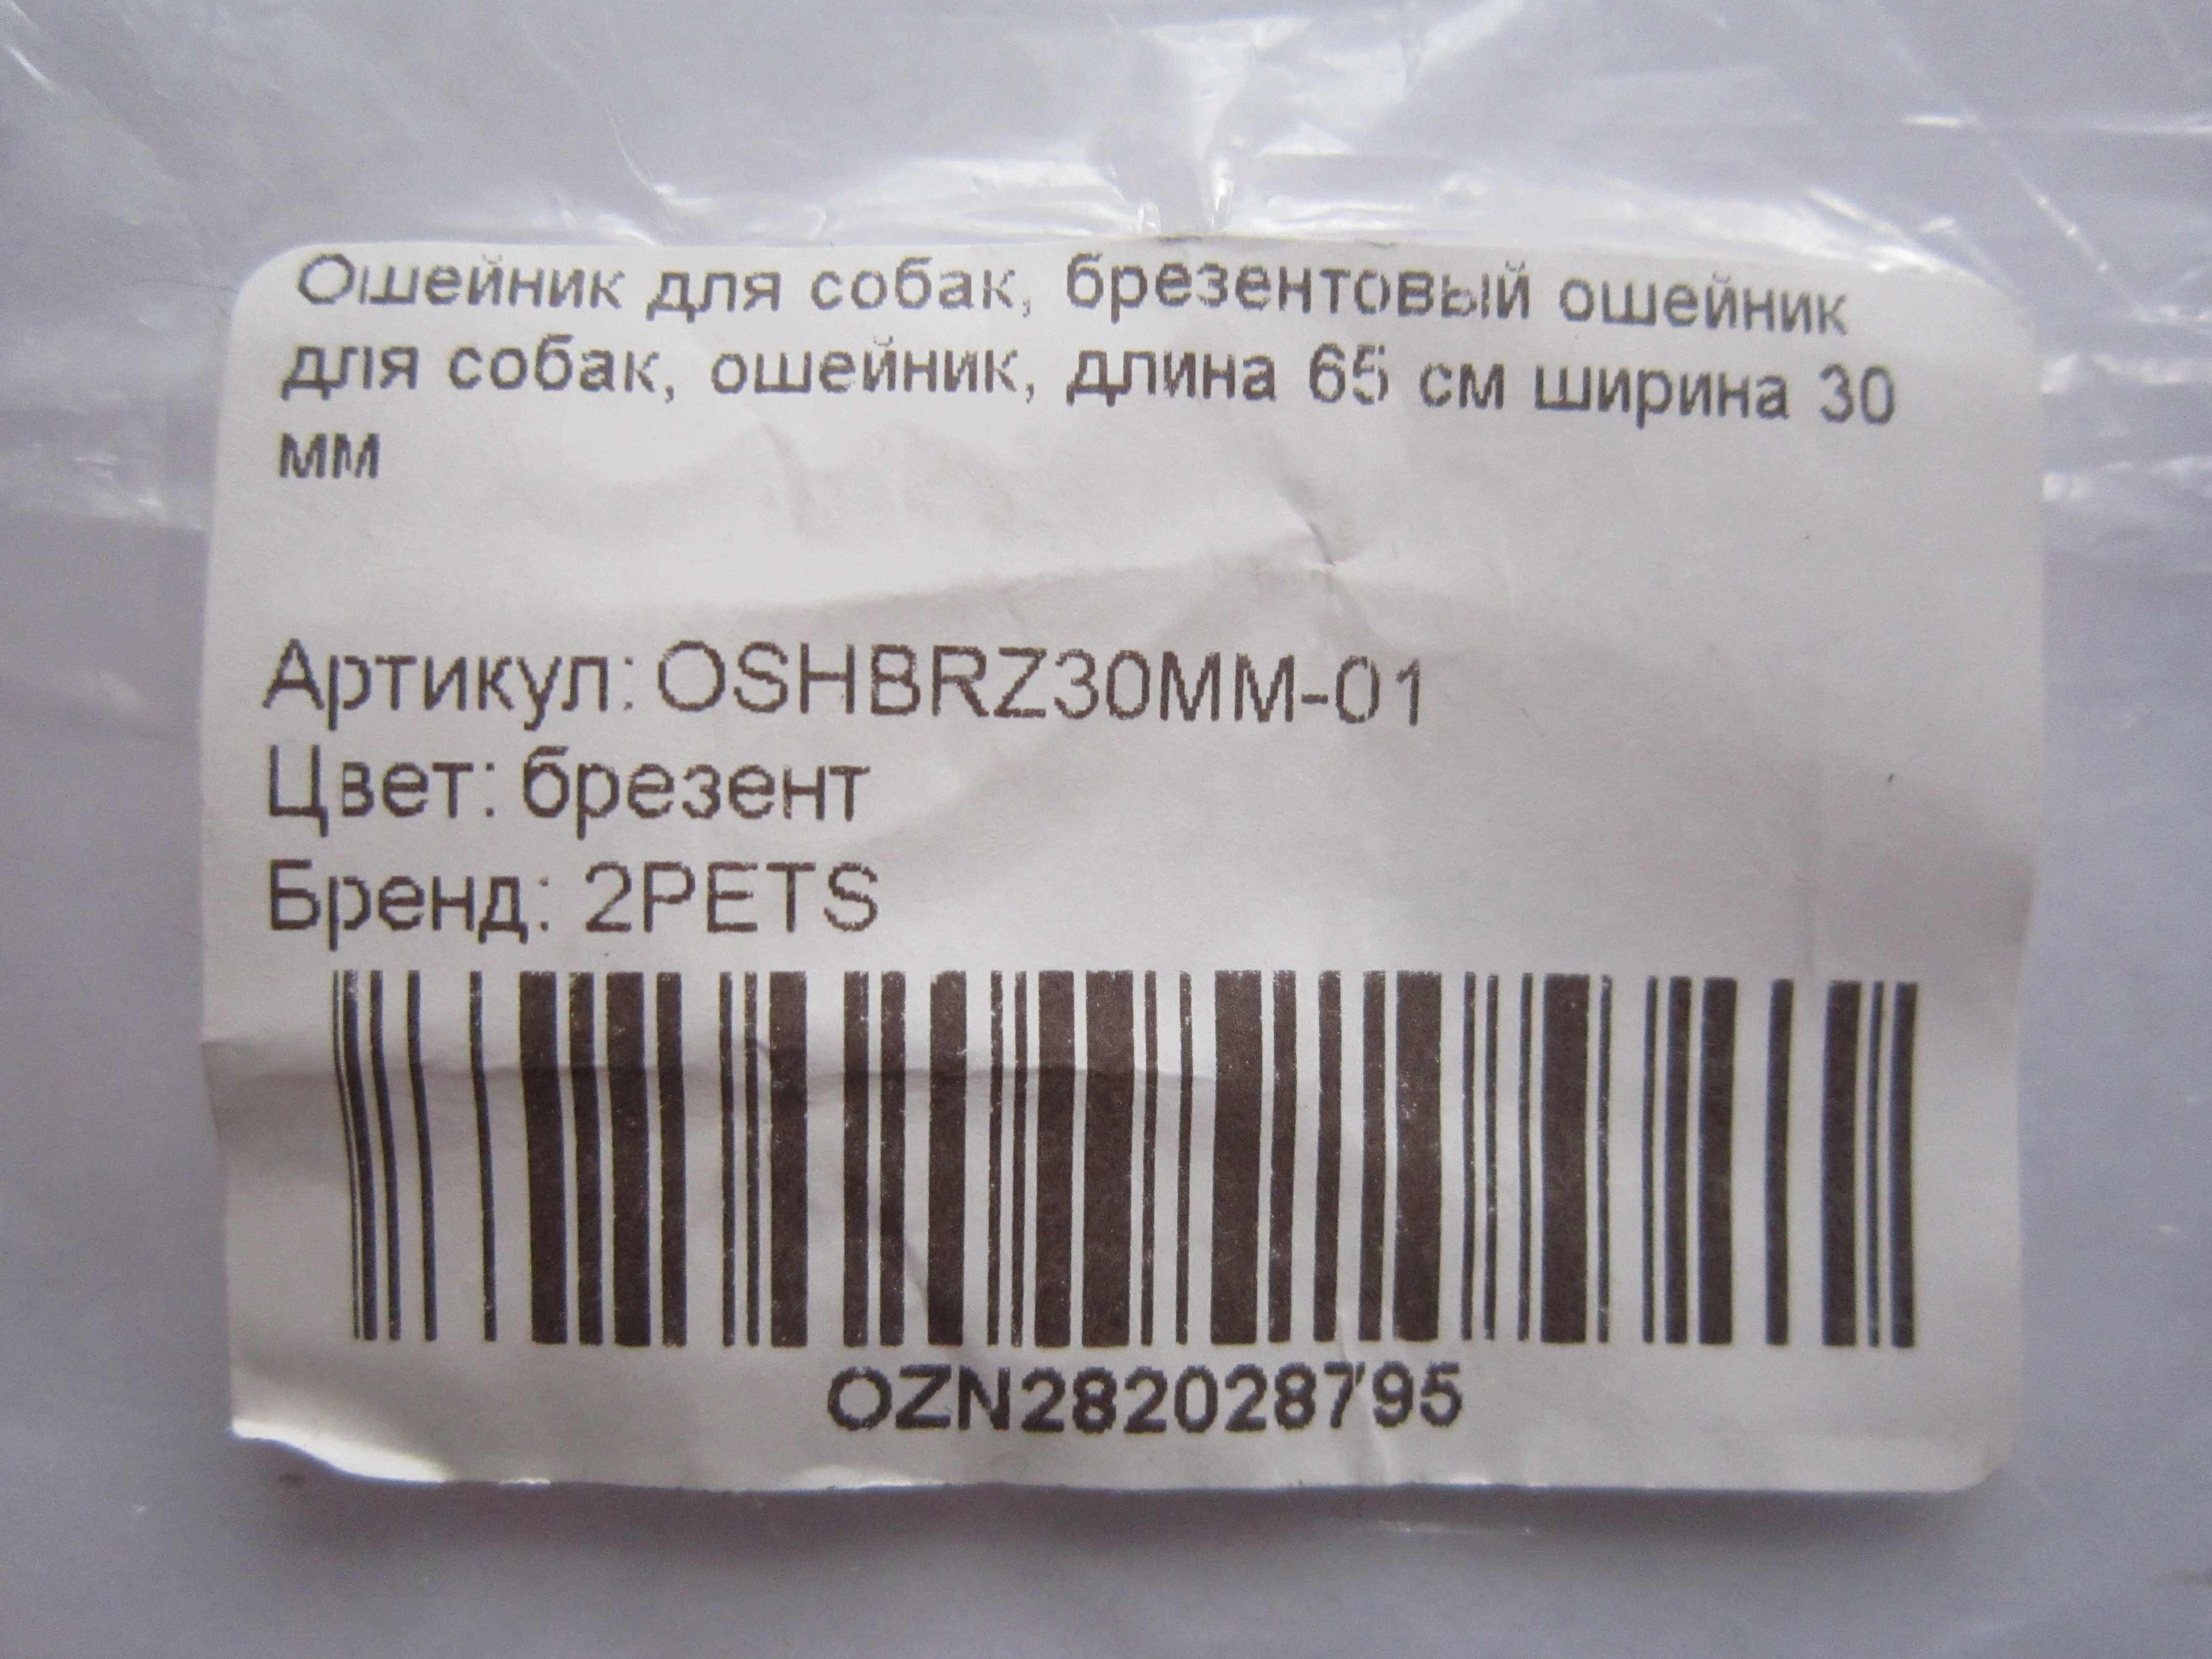 Ошейник для собак, брезентовый ошейник
для собак, ошейник, длина 65 см ширина 30
мм
Артикул: OSHBRZ30MM-01
Цвет: брезент
Бренд: 2PETS
OZN282028795